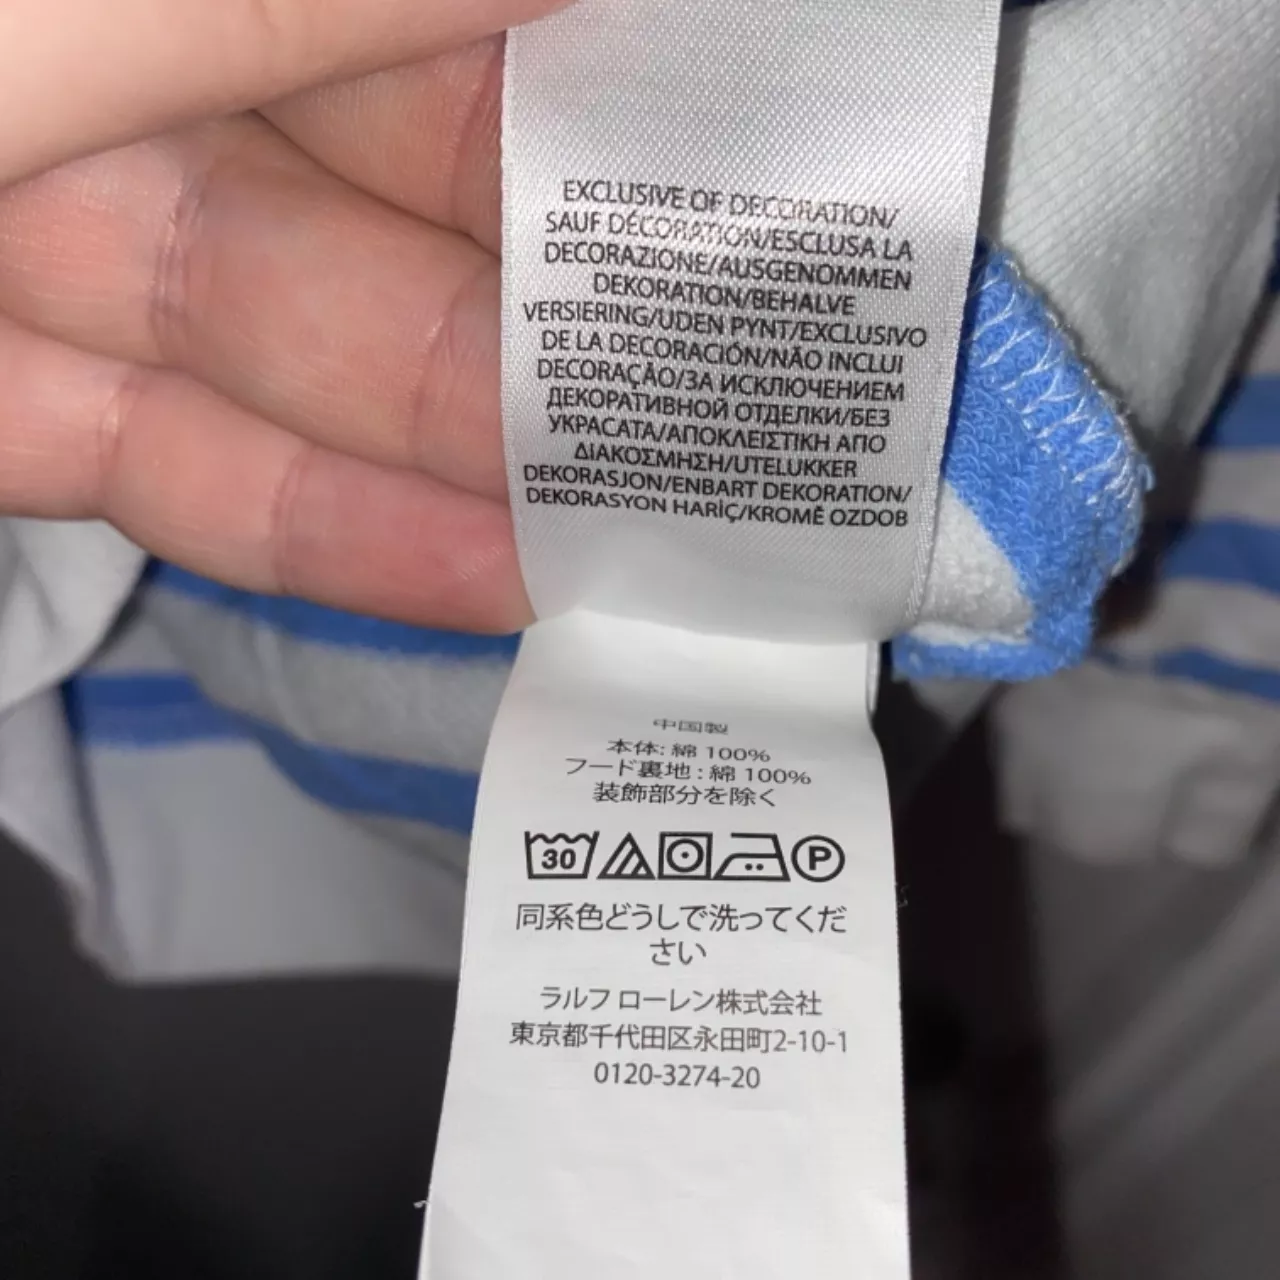 EXCLUSIVE OF DECORATION/
SAUF DÉCORATION/ESCLUSA LA
DECORAZIONE/AUSGENOMMEN
DEKORATION/BEHALVE
VERSIERING/UDEN PYNT/EXCLUSIVO
DE LA DECORACIÓN/NÃO INCLUI
DECORAÇÃO/ЗА ИСКЛЮЧЕНИЕМ
ДЕКОРАТИВНОЙ ОТДЕЛКИ/БЕЗ
УКРАСАТА/ΑΠΟΚΛΕΙΣΤΙΚΗ ΑΠΟ
ΔΙΑΚΟΣΜΗΣΗ/UTELUKKER
DEKORASJON/ENBART DEKORATION/
DEKORASYON HARİÇ/KROMĚ OZDOB
中国製
本体: 綿 100%
フード裏地 : 綿 100%
装飾部分を除く
30 P
同系色どうしで洗ってくだ
さい
ラルフ ローレン株式会社
東京都千代田区永田町2-10-1
0120-3274-20